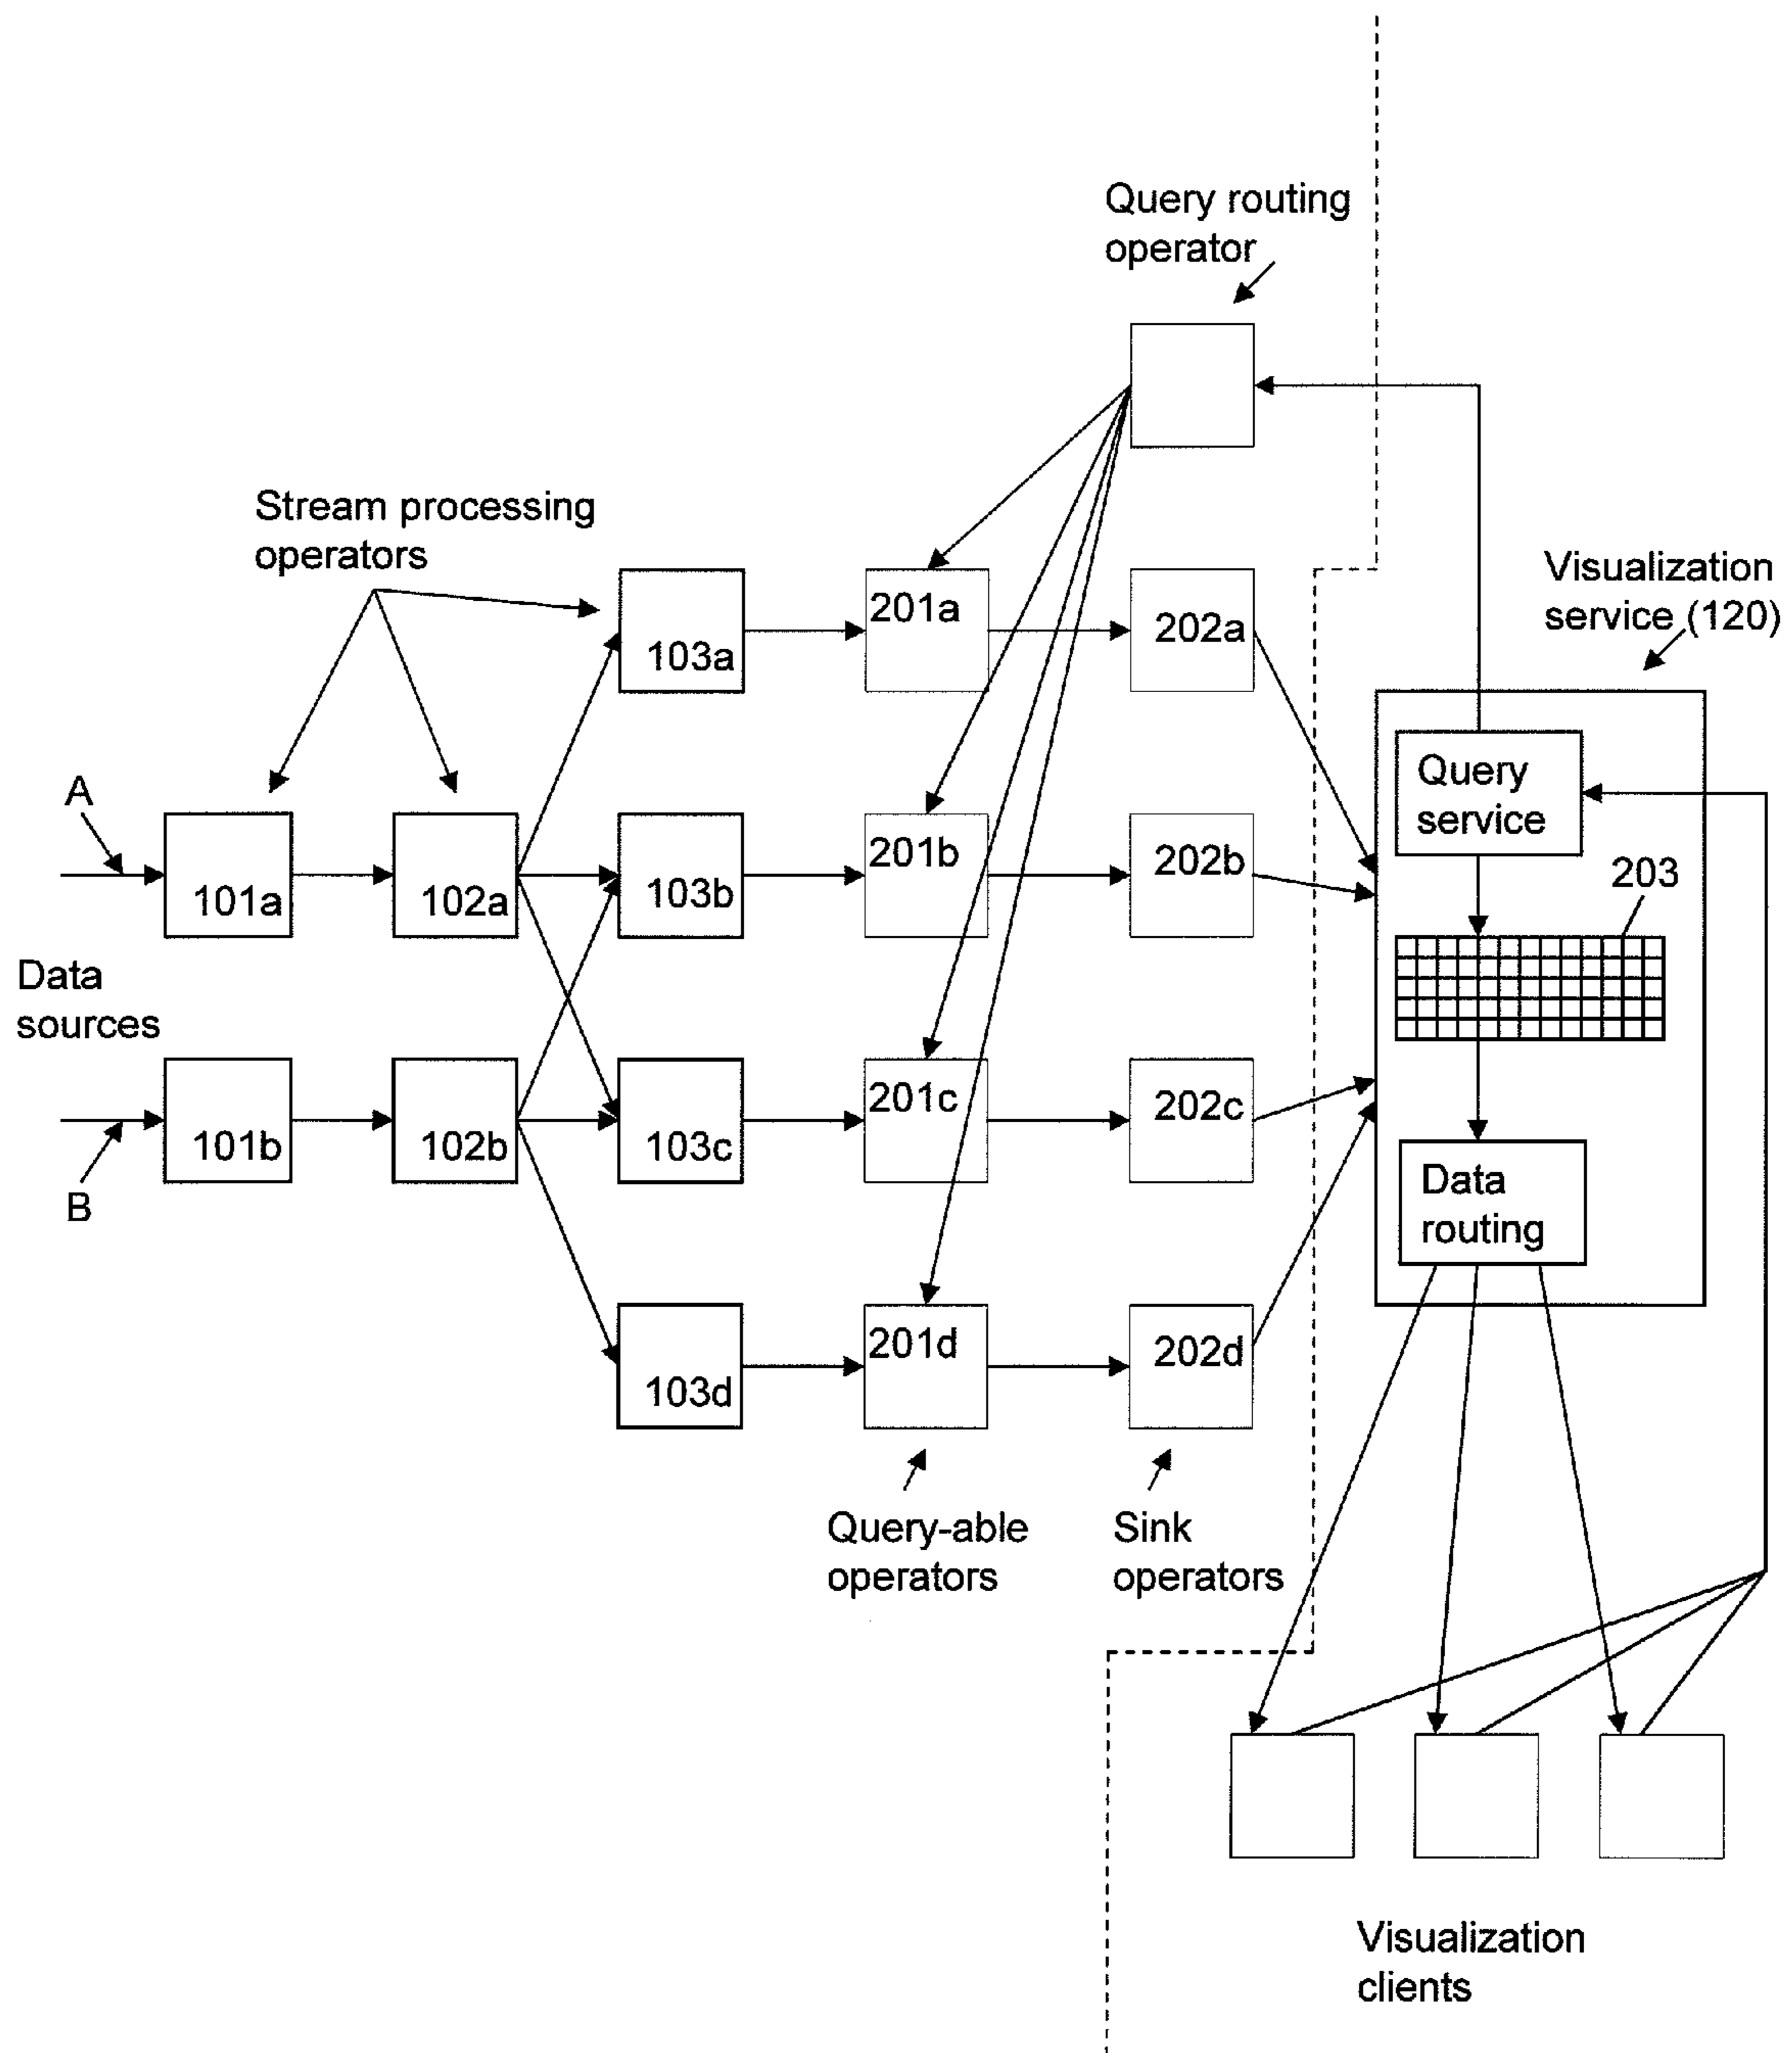 Query routing
operator
Stream processing
operators
Visualization
service (120)
201a
202a
103a
Query
service
A
201b
202b
203
101a
102a
103b
Data
sources
201c
202c
101b
102b
103c
Data
routing
B
201d
202d
103d
Query-able
operators
Sink
operators
Visualization
clients